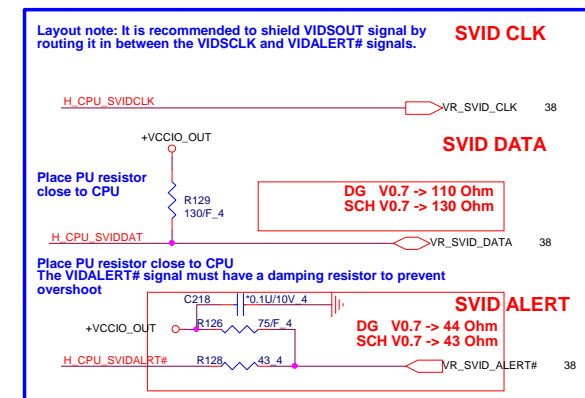 Layout note: It is recommended to shield VIDSOUT signal by
routing it in between the VIDSCLK and VIDALERT# signals.
SVID CLK
H_CPU_SVIDCLK
VR_SVID_CLK 38
+VCCIO_OUT
SVID DATA
Place PU resistor
close to CPU
R129
130/F_4
DG V0.7 -> 110 Ohm
SCH V0.7 -> 130 Ohm
H_CPU_SVIDDAT
VR_SVID_DATA 38
Place PU resistor close to CPU
The VIDALERT# signal must have a damping resistor to prevent
overshoot
C218 *0.1U/10V_4
SVID ALERT
+VCCIO_OUT R126 75/F_4
DG V0.7 -> 44 Ohm
SCH V0.7 -> 43 Ohm
H_CPU_SVIDALRT# R128 43_4
VR_SVID_ALERT# 38